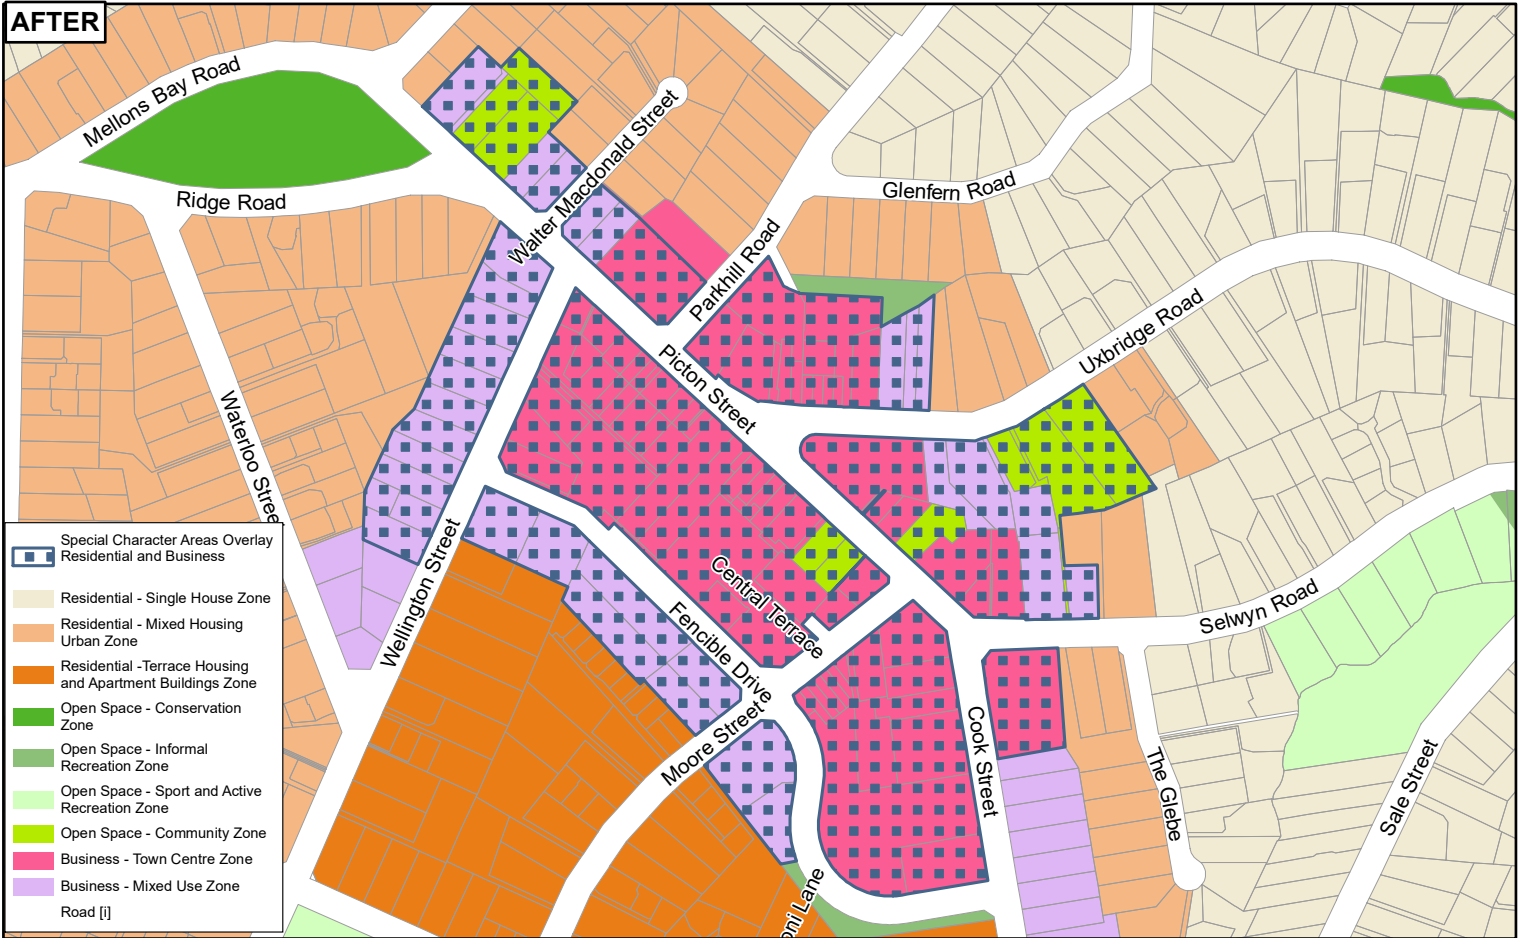 AFTER
Mellons Bay Road
Ridge Road
Walter Macdonald Street
Parkhill Road
Glenfern Road
Uxbridge Road
Picton Street
Waterloo Stree
Wellington Street
Central Terrace
Fencible Drive
Moore Street
Selwyn Road
Cook Street
The Glebe
Sale Street
oni Lane
Special Character Areas Overlay
Residential and Business
Residential - Single House Zone
Residential - Mixed Housing
Urban Zone
Residential -Terrace Housing
and Apartment Buildings Zone
Open Space - Conservation
Zone
Open Space - Informal
Recreation Zone
Open Space - Sport and Active
Recreation Zone
Open Space - Community Zone
Business - Town Centre Zone
Business - Mixed Use Zone
Road [i]